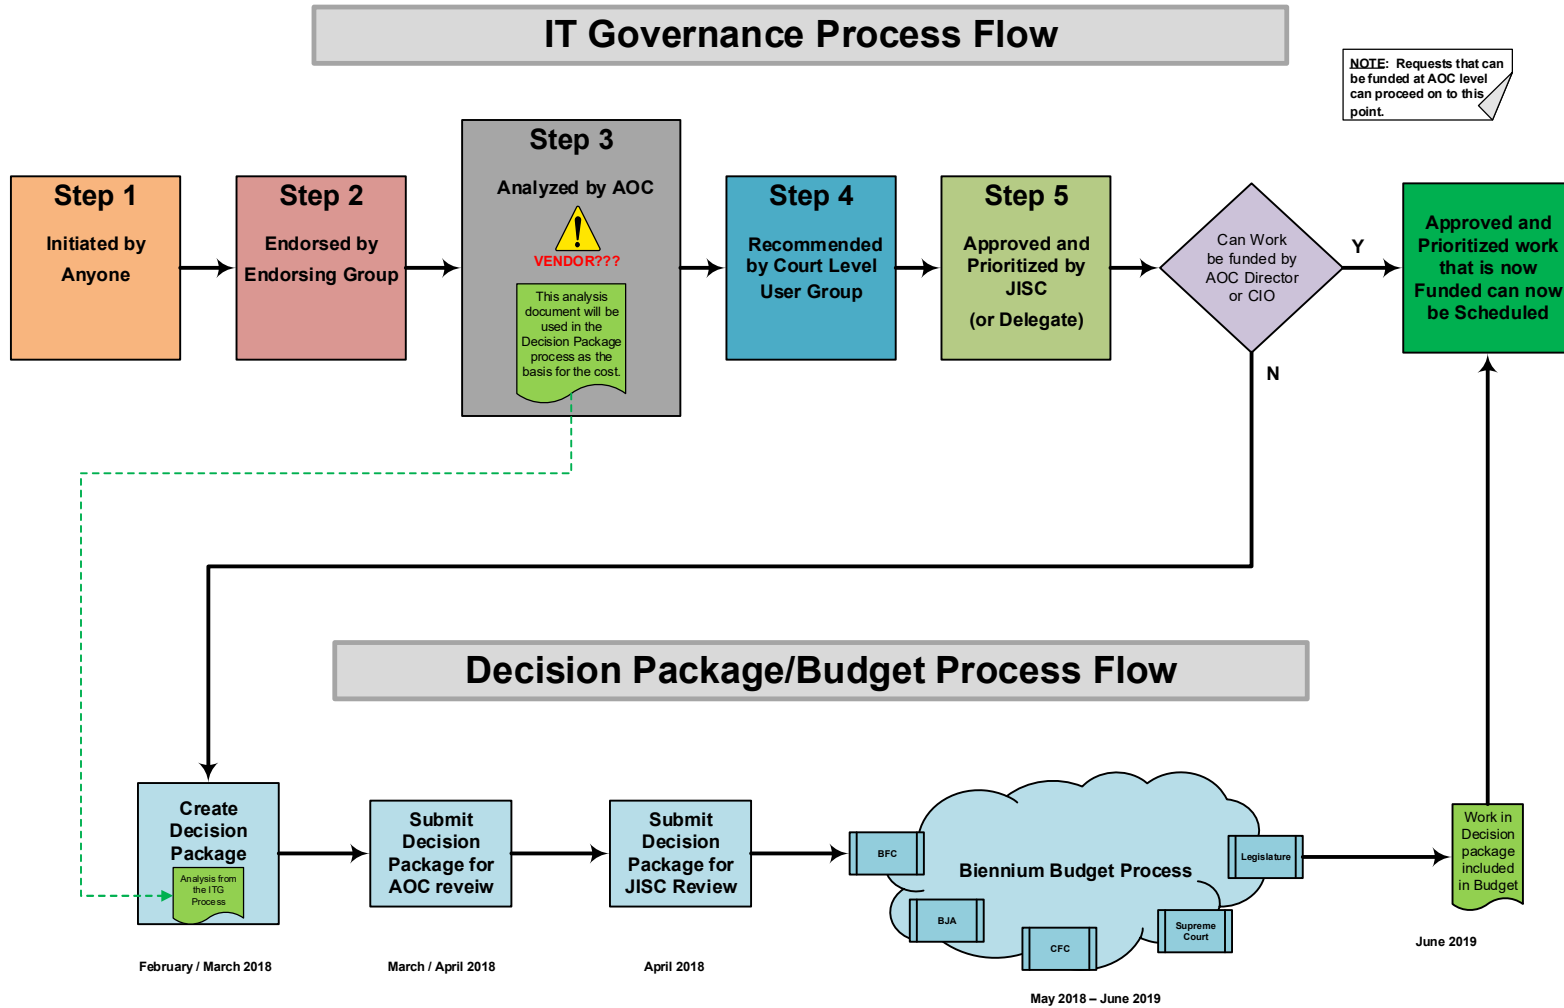 IT Governance Process Flow
NOTE: Requests that can
be funded at AOC level
can proceed on to this
point.
Step 1
Initiated by
Anyone
Step 2
Endorsed by
Endorsing Group
Step 3
Analyzed by AOC
!
VENDOR???
This analysis
document will be
used in the
Decision Package
process as the
basis for the cost.
Step 4
Recommended
by Court Level
User Group
Step 5
Approved and
Prioritized by
JISC
(or Delegate)
Can Work
be funded by
AOC Director
or CIO
Y
N
Approved and
Prioritized work
that is now
Funded can now
be Scheduled
Decision Package/Budget Process Flow
Create
Decision
Package
Analysis from
the ITG
Process
February / March 2018
Submit
Decision
Package for
AOC reveiw
March / April 2018
Submit
Decision
Package for
JISC Review
April 2018
BFC
Biennium Budget Process
Legislature
BJA
CFC
Supreme
Court
May 2018 – June 2019
Work in
Decision
package
included
in Budget
June 2019